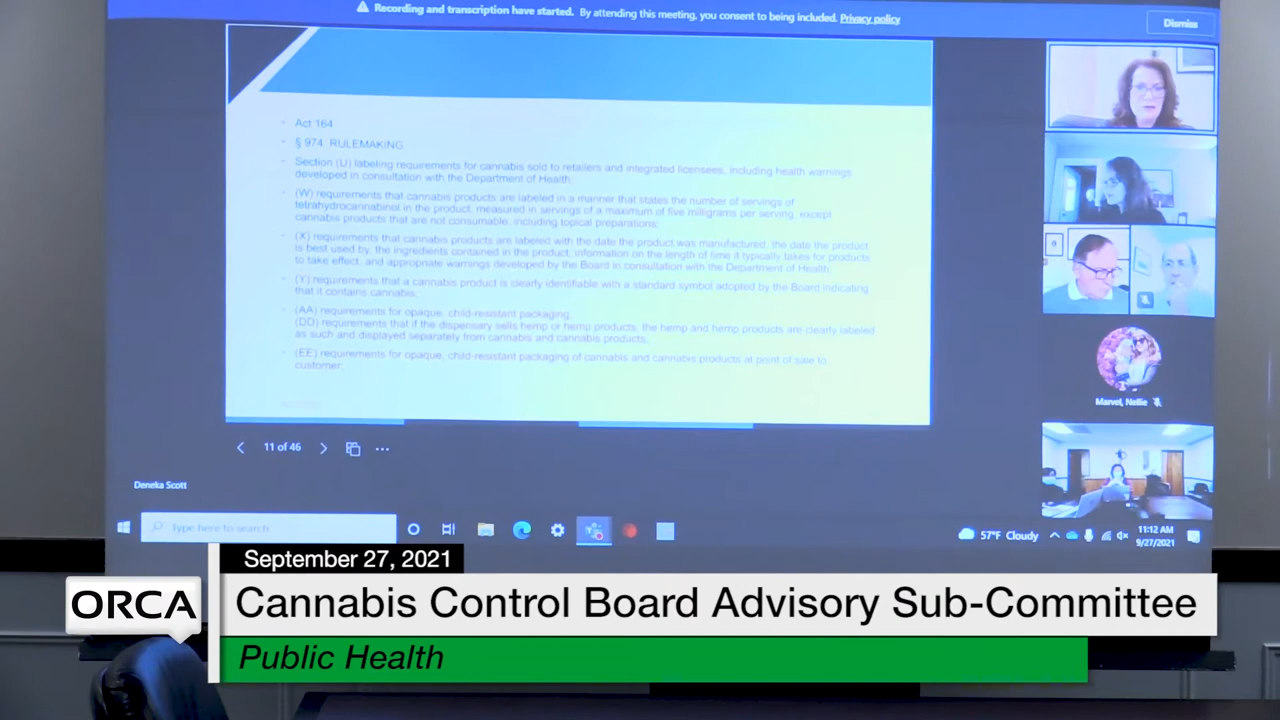 Recording and transcription have started. By attending this meeting, you consent to being included. Privacy policy
Dismiss
Act 164
§ 974 RULEMAKING
Section (U) labeling requirements for cannabis sold to retailers and integrated licensees, including health warnings
developed in consultation with the Department of Health;
(W) requirements that cannabis products are labeled in a manner that states the number of servings of
tetrahydrocannabinol in the product, measured in servings of a maximum of five milligrams per serving, except
cannabis products that are not consumable, including topical preparations;
(X) requirements that cannabis products are labeled with the date the product was manufactured, the date the product
is best used by, the ingredients contained in the product, information on the length of time it typically takes for products
to take effect, and appropriate warnings developed by the Board in consultation with the Department of Health
(Y) requirements that a cannabis product is clearly identifiable with a standard symbol adopted by the Board indicating
that it contains cannabis;
(AA) requirements for opaque, child-resistant packaging;
(DD) requirements that if the dispensary sells hemp or hemp products, the hemp and hemp products are clearly labeled
as such and displayed separately from cannabis and cannabis products;
(EE) requirements for opaque, child-resistant packaging of cannabis and cannabis products at point of sale to
customer;
11 of 46
Marvel, Nellie
Deneka Scott
Type here to search
57°F Cloudy
11:12 AM
9/27/2021
September 27, 2021
ORCA
Cannabis Control Board Advisory Sub-Committee
Public Health